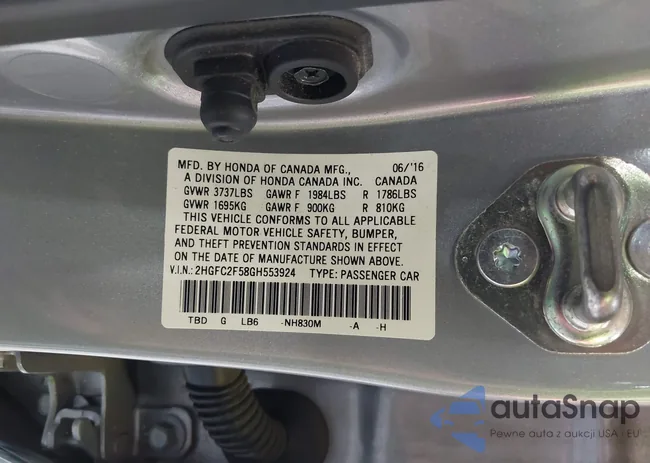 MFD. BY HONDA OF CANADA MFG., 06/'16
A DIVISION OF HONDA CANADA INC. CANADA
GVWR 3737LBS GAWR F 1984LBS R 1786LBS
GVWR 1695KG GAWR F 900KG R 810KG
THIS VEHICLE CONFORMS TO ALL APPLICABLE
FEDERAL MOTOR VEHICLE SAFETY, BUMPER,
AND THEFT PREVENTION STANDARDS IN EFFECT
ON THE DATE OF MANUFACTURE SHOWN ABOVE.
V.I.N.: 2HGFC2F58GH553924 TYPE: PASSENGER CAR
TBD G LB6 -NH830M -A -H
autaSnap
Pewne auta z aukcji USA i EU